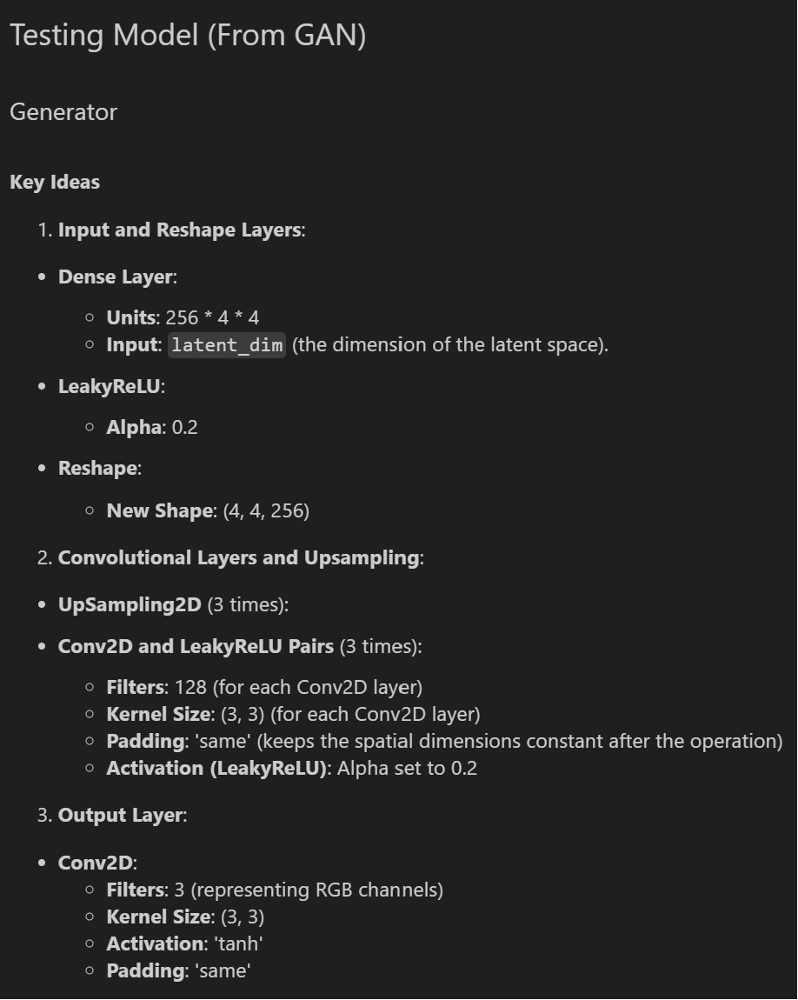 Testing Model (From GAN)
Generator
Key Ideas
1. Input and Reshape Layers:
• Dense Layer:
○ Units: 256 * 4 * 4
○ Input: latent_dim (the dimension of the latent space).
• LeakyReLU:
○ Alpha: 0.2
• Reshape:
○ New Shape: (4, 4, 256)
2. Convolutional Layers and Upsampling:
• UpSampling2D (3 times):
• Conv2D and LeakyReLU Pairs (3 times):
○ Filters: 128 (for each Conv2D layer)
○ Kernel Size: (3, 3) (for each Conv2D layer)
○ Padding: 'same' (keeps the spatial dimensions constant after the operation)
○ Activation (LeakyReLU): Alpha set to 0.2
3. Output Layer:
• Conv2D:
○ Filters: 3 (representing RGB channels)
○ Kernel Size: (3, 3)
○ Activation: 'tanh'
○ Padding: 'same'